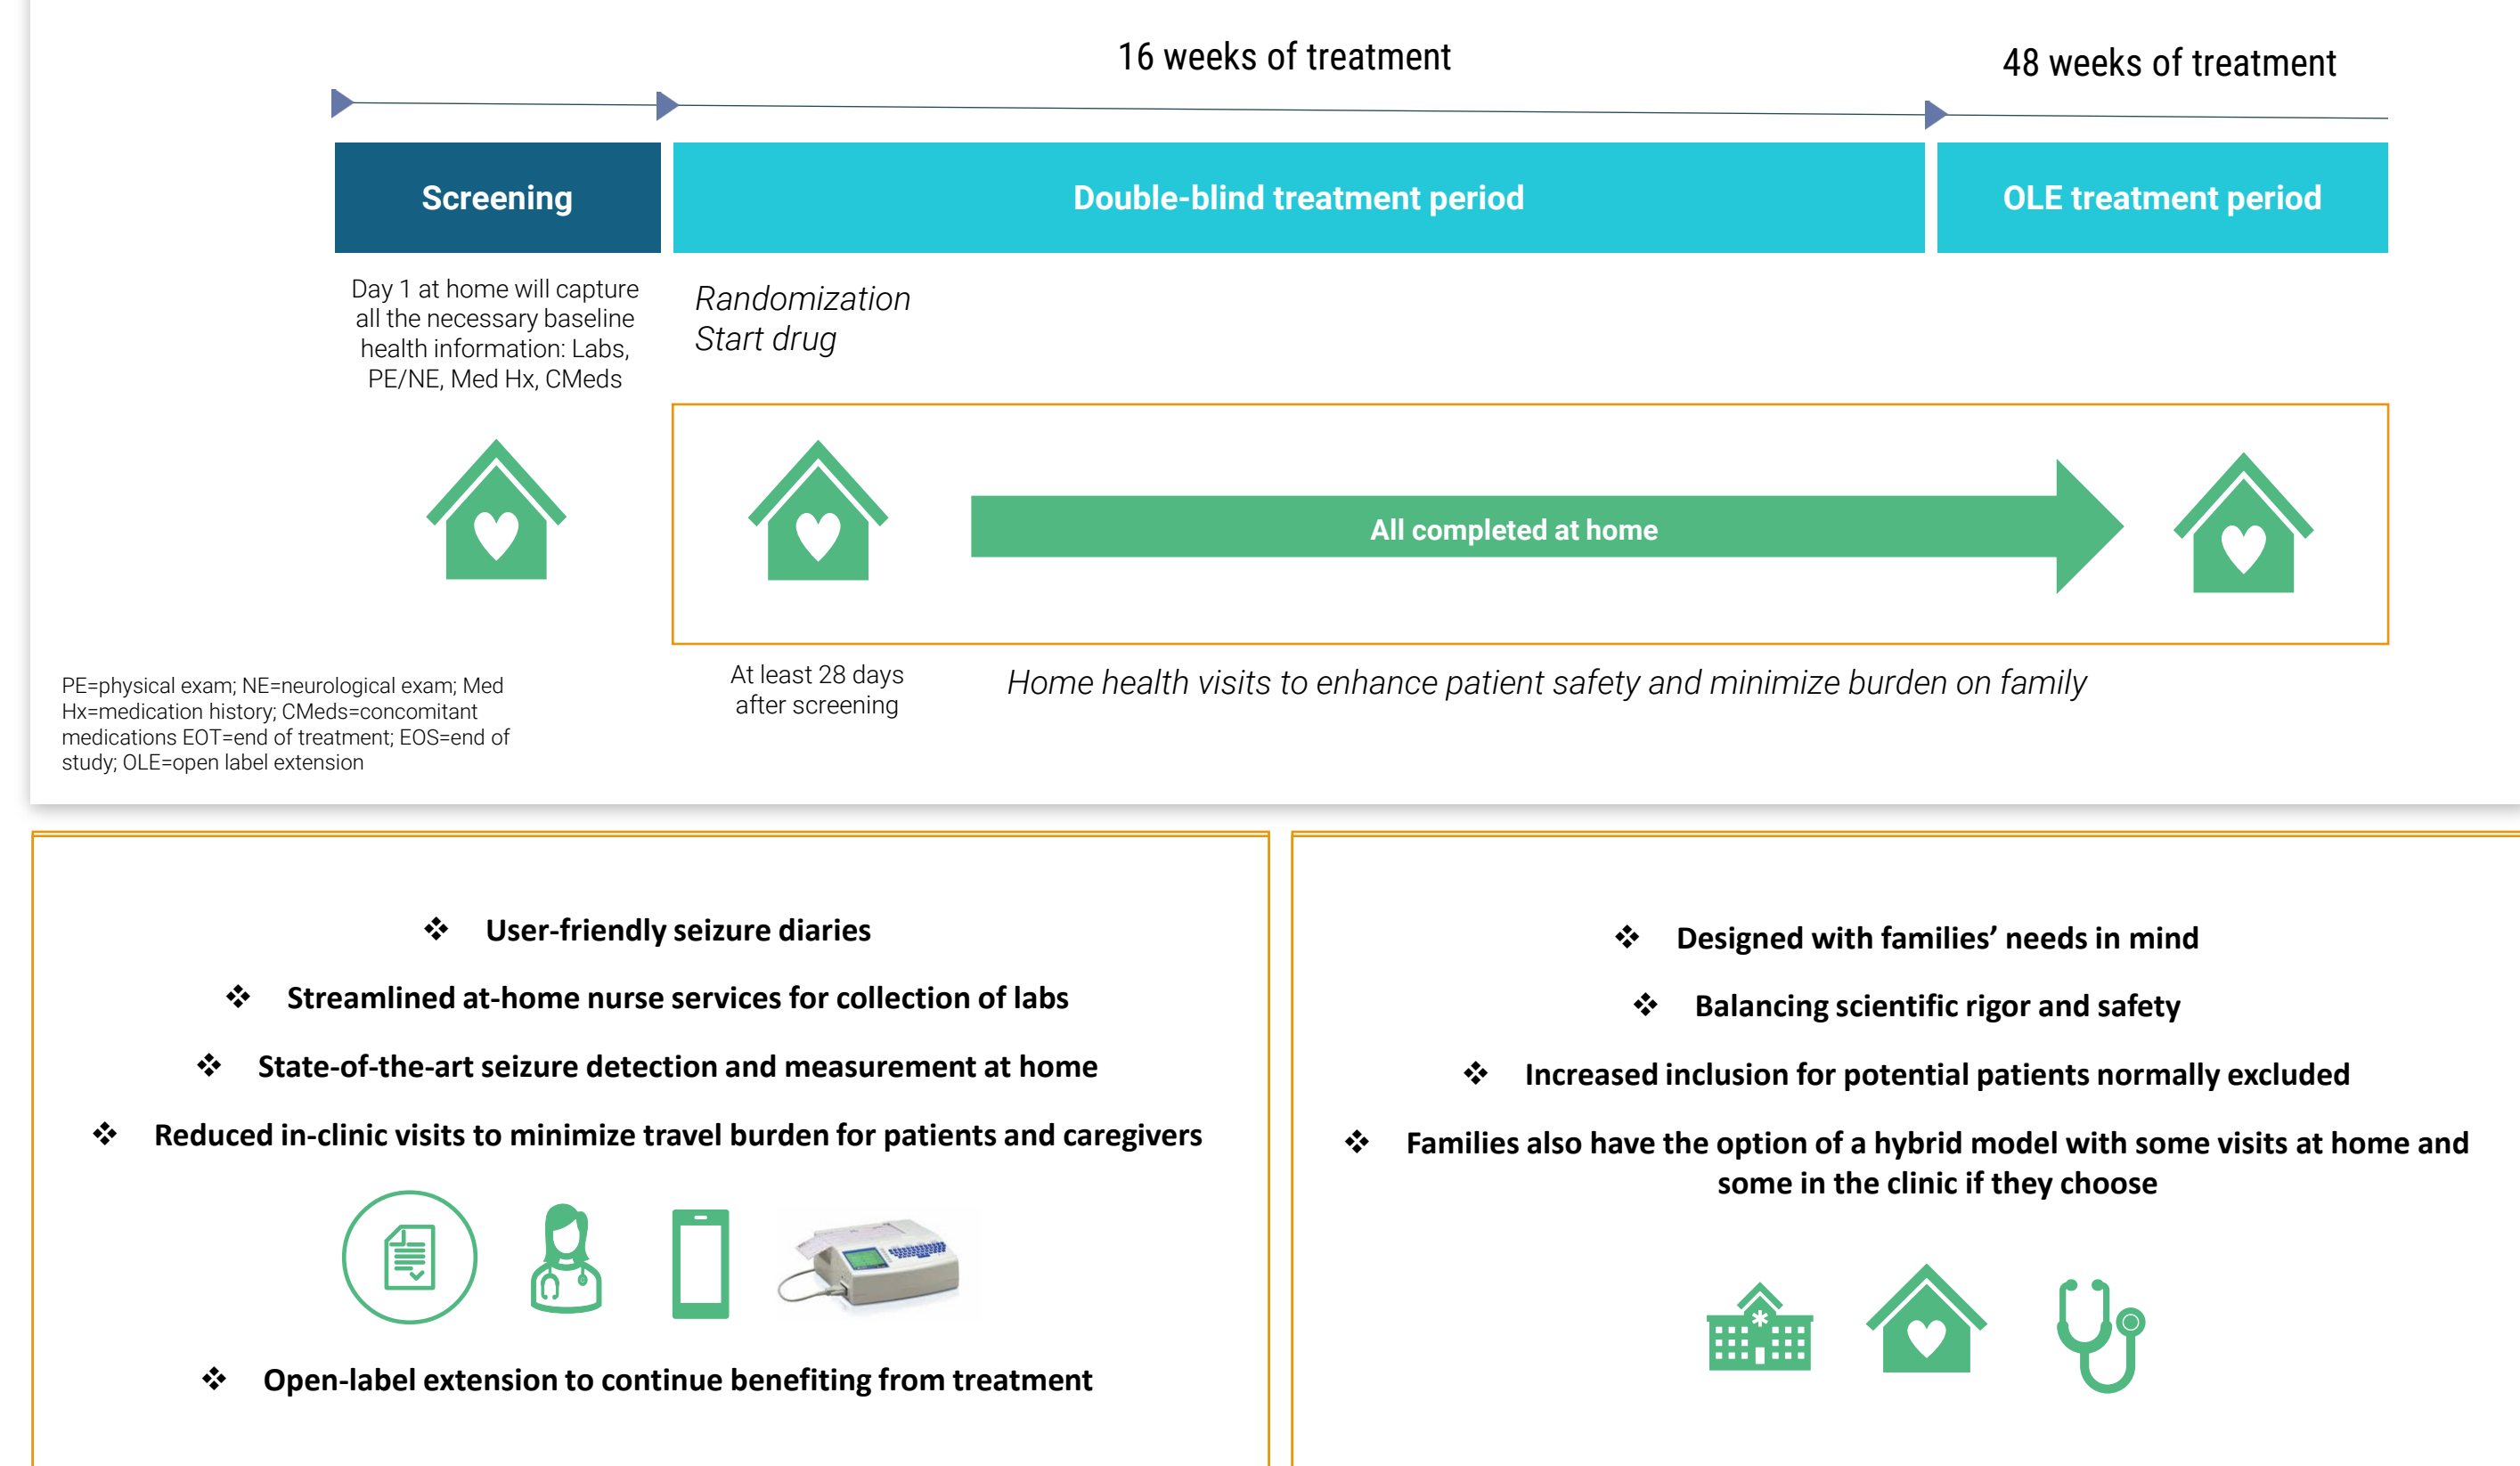 16 weeks of treatment
48 weeks of treatment
Screening
Double-blind treatment period
OLE treatment period
Day 1 at home will capture
all the necessary baseline
health information: Labs,
PE/NE, Med Hx, CMeds
Randomization
Start drug
All completed at home
PE=physical exam; NE=neurological exam; Med
Hx=medication history; CMeds=concomitant
medications EOT=end of treatment; EOS=end of
study; OLE=open label extension
At least 28 days
after screening
Home health visits to enhance patient safety and minimize burden on family
❖ User-friendly seizure diaries
❖ Streamlined at-home nurse services for collection of labs
❖ State-of-the-art seizure detection and measurement at home
❖ Reduced in-clinic visits to minimize travel burden for patients and caregivers
❖ Open-label extension to continue benefiting from treatment
❖ Designed with families’ needs in mind
❖ Balancing scientific rigor and safety
❖ Increased inclusion for potential patients normally excluded
❖ Families also have the option of a hybrid model with some visits at home and
some in the clinic if they choose